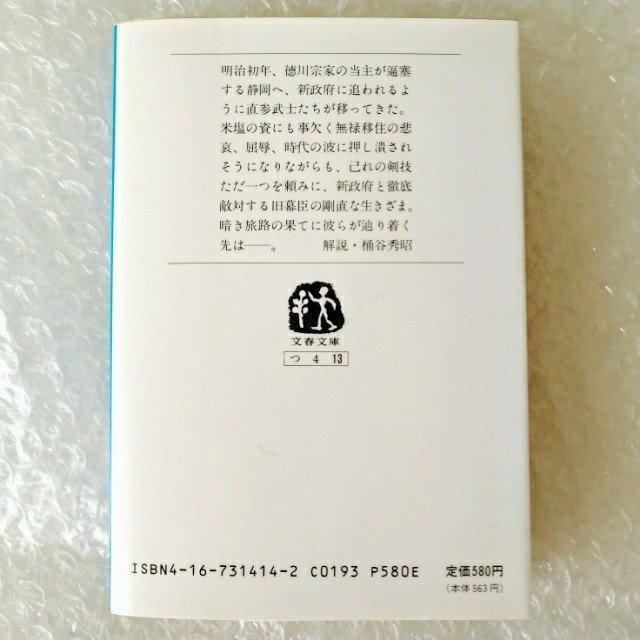 明治初年、徳川宗家の当主が逼塞
する静岡へ、新政府に追われるよ
うに直参武士たちが移ってきた。
米塩の資にも事欠く無禄移住の悲
哀、屈辱、時代の波に押し潰され
そうになりながらも、己れの剣技
ただ一つを頼みに、新政府と徹底
敵対する旧幕臣の剛直な生きざま。
暗き旅路の果てに彼らが辿り着く
先は――。 解説・桶谷秀昭
文春文庫
つ 4 13
ISBN4-16-731414-2 C0193 P580E 定価580円
(本体563円)